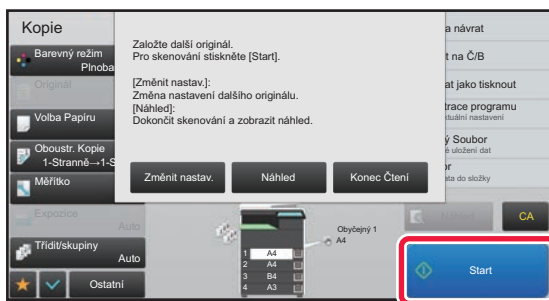 Kopie
Barevný režim
Plnoba
Originál
Volba Papíru
Oboustr. Kopie
1-Stranně→1-S
Měřítko
Expozice
Auto
Třídit/skupiny
Auto
Ostatní
Založte další originál.
Pro skenování stiskněte [Start].
[Změnit nastav.]:
Změna nastavení dalšího originálu.
[Náhled]:
Dokončit skenování a zobrazit náhled.
Změnit nastav.
Náhled
Konec Čtení
Obyčejný 1
A4
1 A4
2 A4
3 B4
4 A3
a návrat
t na Č/B
at jako tisknout
trace programu
ktuální nastavení
ý Soubor
é uložení dat
or
ata do složky
Náhled
CA
Start